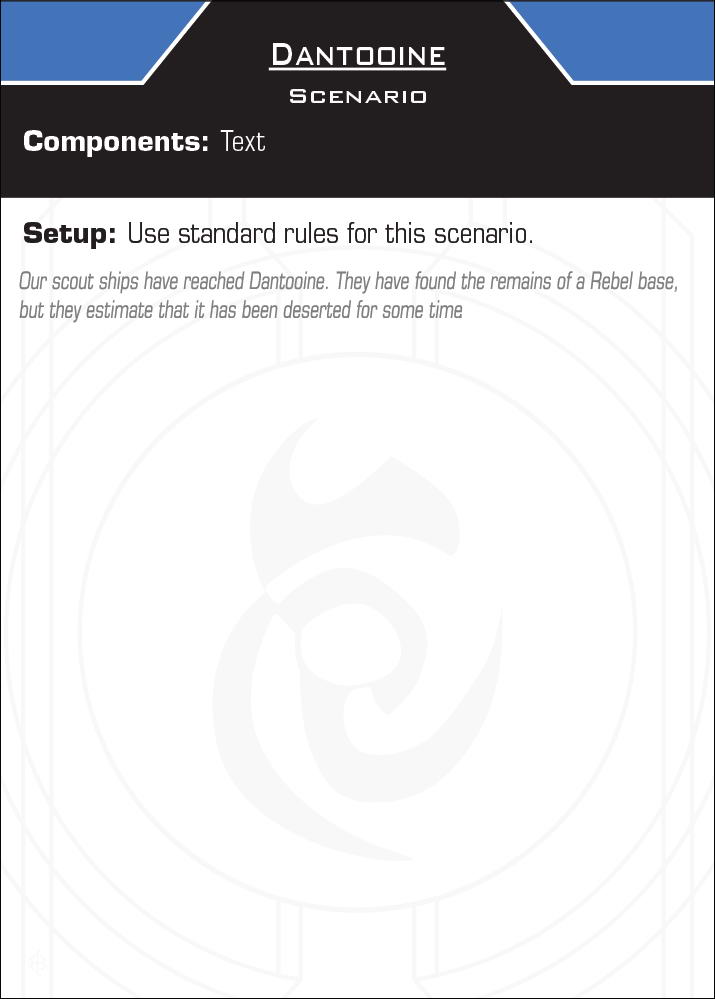 Dantooine
Scenario
Components: Text
Setup: Use standard rules for this scenario.
Our scout ships have reached Dantooine. They have found the remains of a Rebel base,
but they estimate that it has been deserted for some time